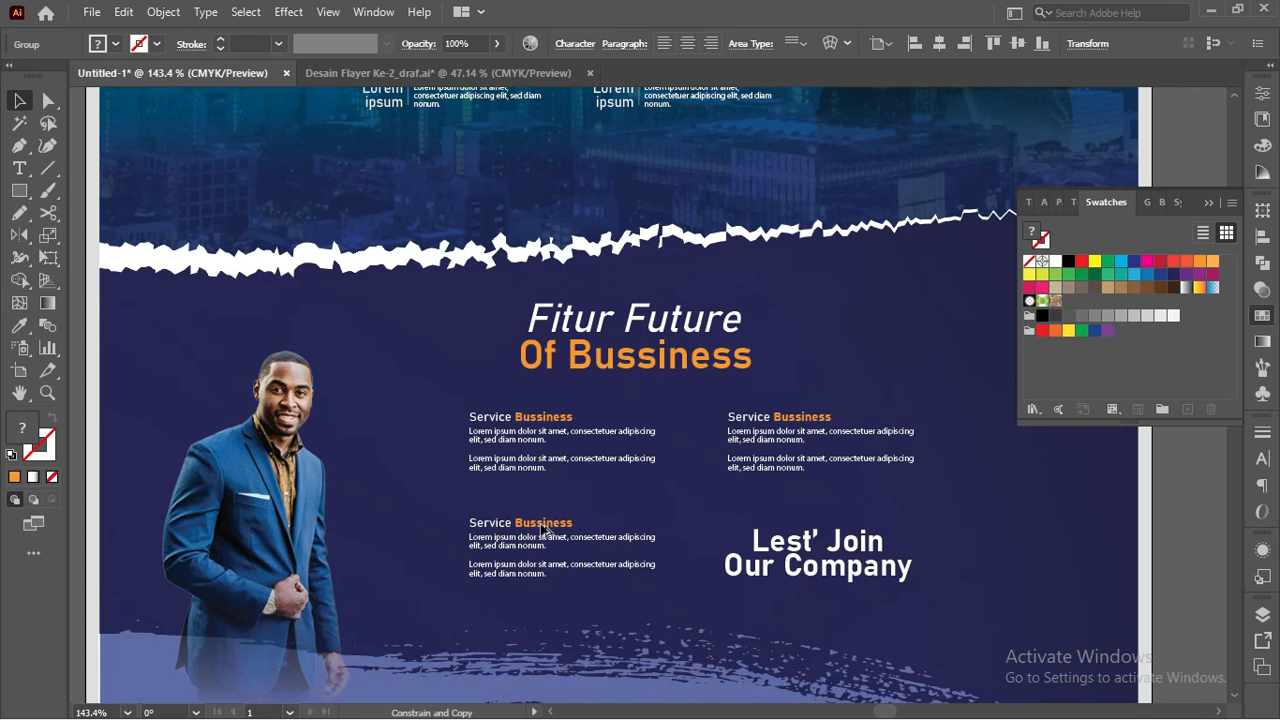 Ai
File Edit Object Type Select Effect View Window Help
Search Adobe Help
Group
?
Stroke:
Opacity: 100%
Character Paragraph: Area Type: Transform
Untitled-1* @ 143.4 % (CMYK/Preview) × Desain Flayer Ke-2_draf.ai* @ 47.14 % (CMYK/Preview) ×
Lorem
ipsum
consectetuer adipiscing elit, sed diam
nonum.
Lorem
ipsum
consectetuer adipiscing elit, sed diam
nonum.
T A P T Swatches G B S
?
Fitur Future
Of Bussiness
Service Bussiness
Lorem ipsum dolor sit amet, consectetuer adipiscing
elit, sed diam nonum.
Lorem ipsum dolor sit amet, consectetuer adipiscing
elit, sed diam nonum.
Service Bussiness
Lorem ipsum dolor sit amet, consectetuer adipiscing
elit, sed diam nonum.
Lorem ipsum dolor sit amet, consectetuer adipiscing
elit, sed diam nonum.
Service Bussiness
Lorem ipsum dolor sit amet, consectetuer adipiscing
elit, sed diam nonum.
Lorem ipsum dolor sit amet, consectetuer adipiscing
elit, sed diam nonum.
Lest’ Join
Our Company
?
Activate Windows
Go to Settings to activate Windows.
143.4% 0° 1 Constrain and Copy